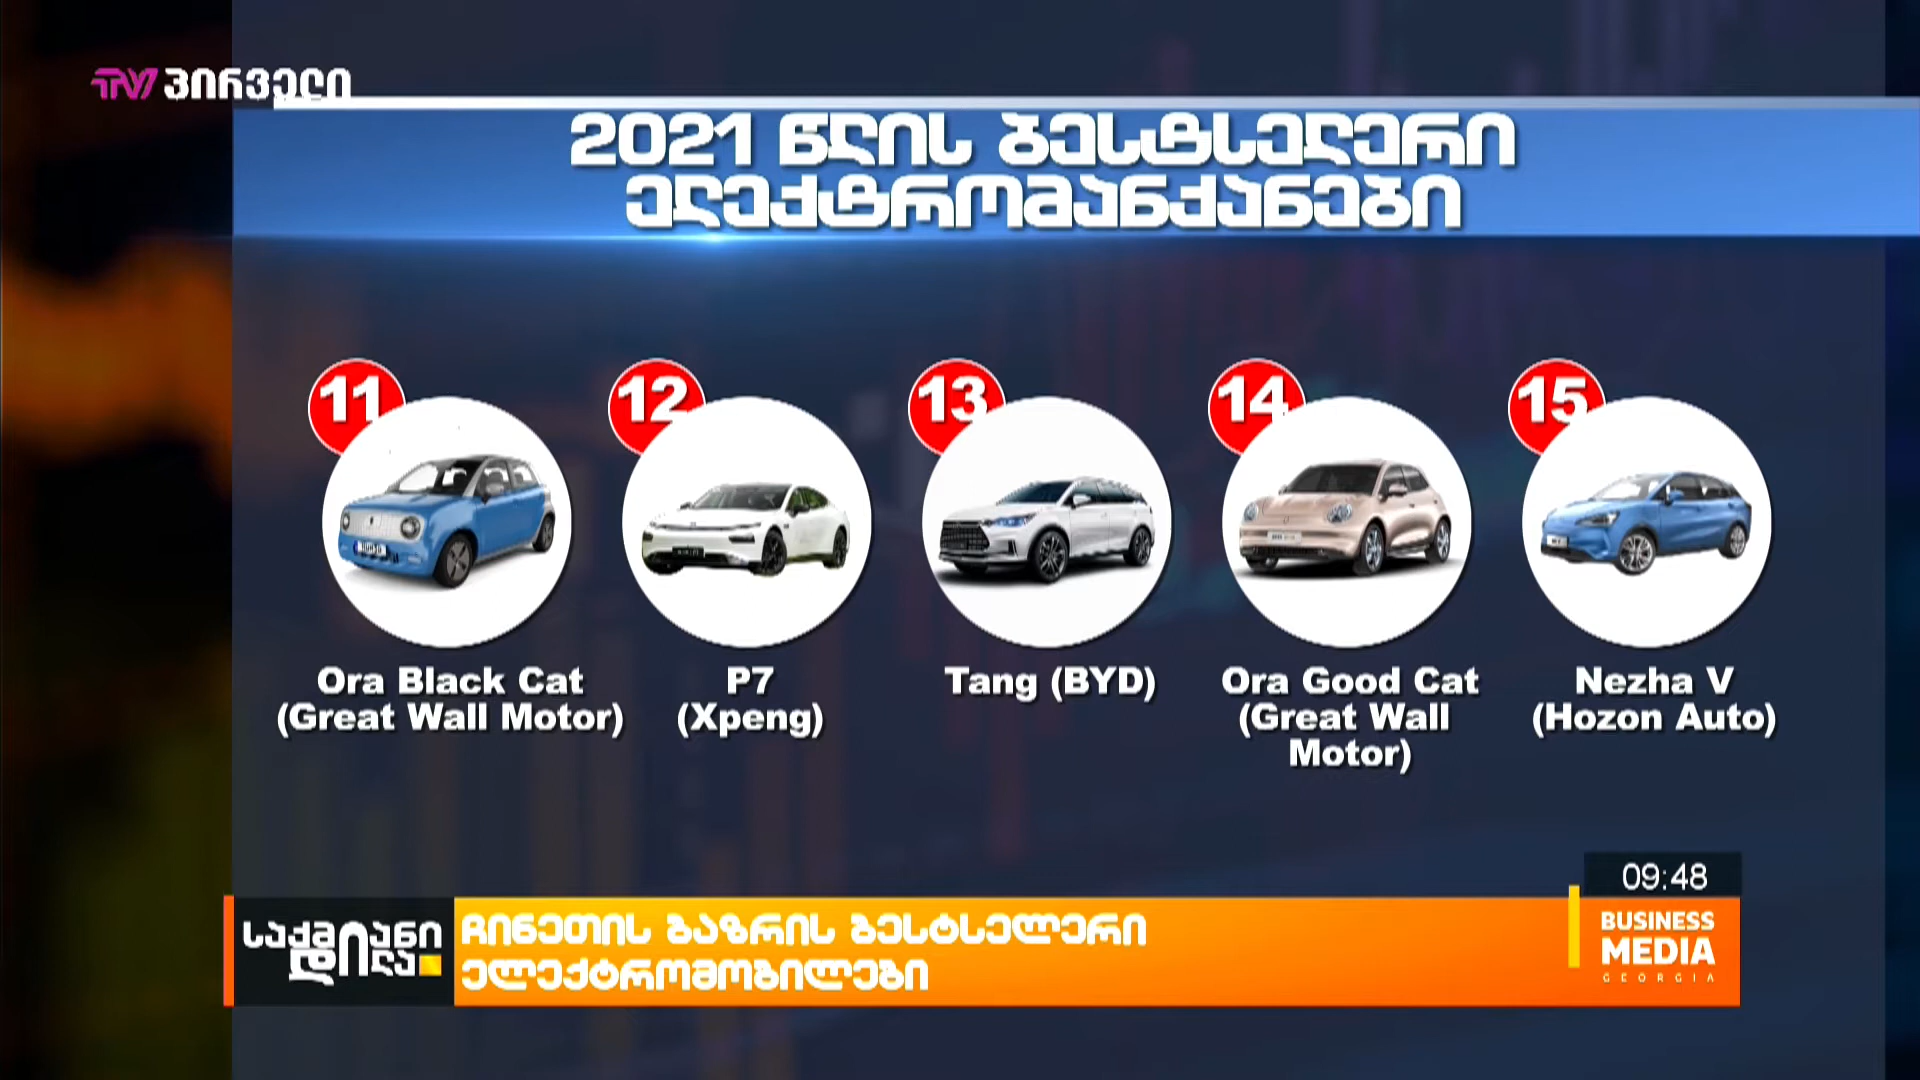 TV პირველი
2021 წლის ბესტსელერი
ელექტრომანქანები
11
12
13
14
15
Ora Black Cat
(Great Wall Motor)
P7
(Xpeng)
Tang (BYD)
Ora Good Cat
(Great Wall
Motor)
Nezha V
(Hozon Auto)
09:48
საქმიანი
დილა
ჩინეთის ბაზრის ბესტსელერი
ელექტრომობილები
BUSINESS
MEDIA
GEORGIA